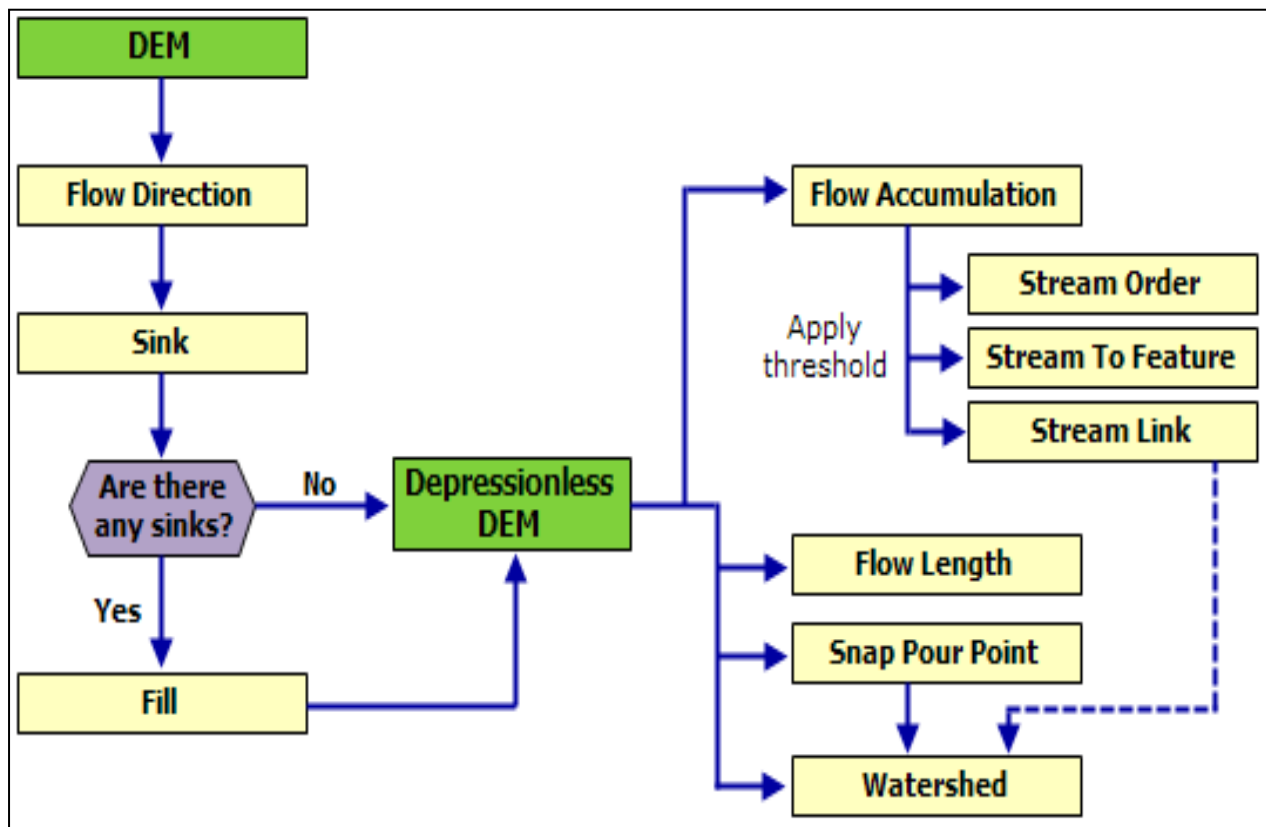 DEM
Flow Direction
Sink
Are there
any sinks?
No
Yes
Fill
Depressionless
DEM
Flow Accumulation
Apply
threshold
Stream Order
Stream To Feature
Stream Link
Flow Length
Snap Pour Point
Watershed